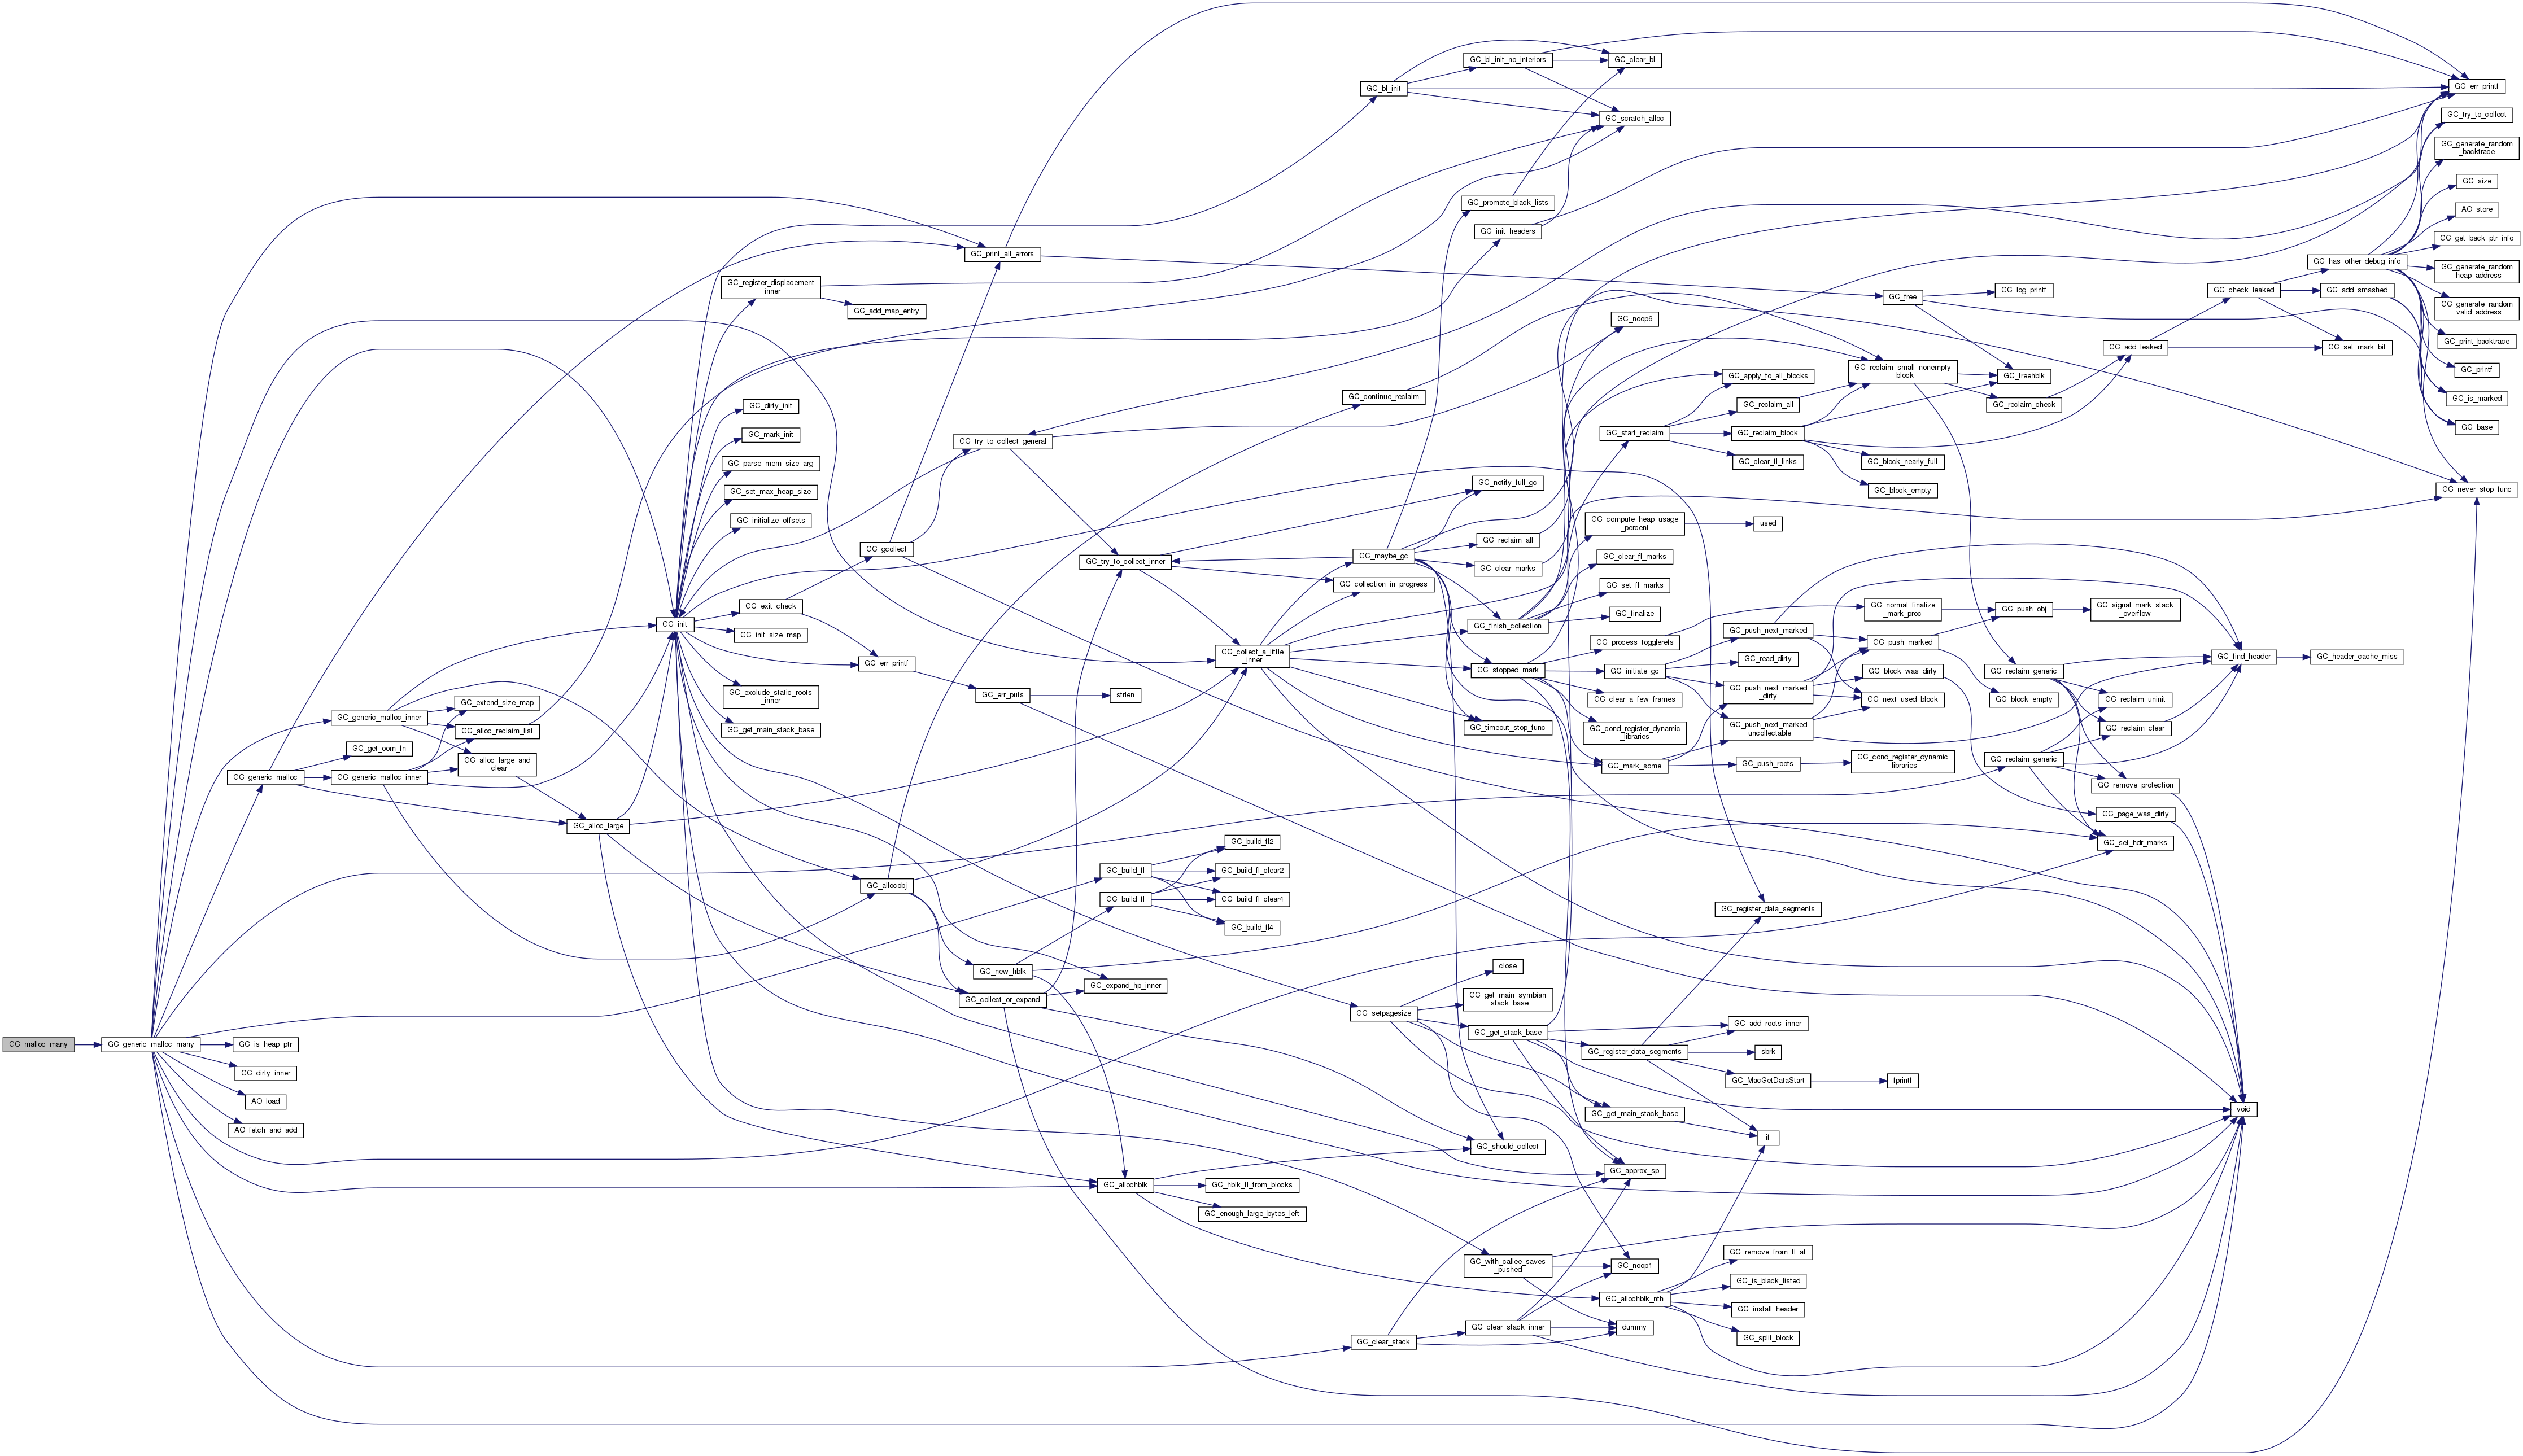 GC_malloc_many
GC_generic_malloc_many
GC_is_heap_ptr
GC_dirty_inner
AO_load
AO_fetch_and_add
GC_generic_malloc
GC_get_oom_fn
GC_generic_malloc_inner
GC_generic_malloc_inner
GC_extend_size_map
GC_alloc_reclaim_list
GC_alloc_large_and
_clear
GC_alloc_large
GC_init
GC_register_displacement
_inner
GC_add_map_entry
GC_dirty_init
GC_mark_init
GC_parse_mem_size_arg
GC_set_max_heap_size
GC_initialize_offsets
GC_exit_check
GC_init_size_map
GC_exclude_static_roots
_inner
GC_get_main_stack_base
GC_gcollect
GC_err_printf
GC_allocobj
GC_print_all_errors
GC_try_to_collect_general
GC_err_puts
strlen
GC_new_hblk
GC_collect_or_expand
GC_try_to_collect_inner
GC_build_fl
GC_build_fl
GC_expand_hp_inner
GC_allochblk
GC_collect_a_little
_inner
GC_build_fl2
GC_build_fl_clear2
GC_build_fl_clear4
GC_build_fl4
GC_hblk_fl_from_blocks
GC_enough_large_bytes_left
GC_bl_init
GC_continue_reclaim
GC_maybe_gc
GC_collection_in_progress
GC_setpagesize
GC_clear_stack
GC_bl_init_no_interiors
GC_promote_black_lists
GC_init_headers
GC_notify_full_gc
GC_reclaim_all
GC_clear_marks
GC_finish_collection
GC_stopped_mark
GC_timeout_stop_func
close
GC_get_main_symbian
_stack_base
GC_get_stack_base
GC_should_collect
GC_with_callee_saves
_pushed
GC_clear_stack_inner
GC_clear_bl
GC_scratch_alloc
GC_noop6
GC_start_reclaim
GC_compute_heap_usage
_percent
GC_clear_fl_marks
GC_set_fl_marks
GC_finalize
GC_process_togglerefs
GC_initiate_gc
GC_clear_a_few_frames
GC_cond_register_dynamic
_libraries
GC_mark_some
GC_register_data_segments
GC_get_main_stack_base
GC_approx_sp
GC_noop1
GC_allochblk_nth
dummy
GC_apply_to_all_blocks
GC_reclaim_all
GC_reclaim_block
GC_clear_fl_links
used
GC_push_next_marked
GC_read_dirty
GC_push_next_marked
_dirty
GC_push_next_marked
_uncollectable
GC_push_roots
GC_register_data_segments
GC_add_roots_inner
sbrk
GC_MacGetDataStart
if
GC_remove_from_fl_at
GC_is_black_listed
GC_install_header
GC_split_block
GC_free
GC_reclaim_small_nonempty
_block
GC_block_nearly_full
GC_block_empty
GC_normal_finalize
_mark_proc
GC_push_marked
GC_block_was_dirty
GC_next_used_block
GC_cond_register_dynamic
_libraries
fprintf
GC_log_printf
GC_freehblk
GC_reclaim_check
GC_push_obj
GC_reclaim_generic
GC_block_empty
GC_reclaim_generic
GC_add_leaked
GC_signal_mark_stack
_overflow
GC_reclaim_uninit
GC_reclaim_clear
GC_remove_protection
GC_page_was_dirty
GC_set_hdr_marks
GC_check_leaked
GC_find_header
void
GC_has_other_debug_info
GC_add_smashed
GC_set_mark_bit
GC_header_cache_miss
GC_err_printf
GC_try_to_collect
GC_generate_random
_backtrace
GC_size
AO_store
GC_get_back_ptr_info
GC_generate_random
_heap_address
GC_generate_random
_valid_address
GC_print_backtrace
GC_printf
GC_is_marked
GC_base
GC_never_stop_func